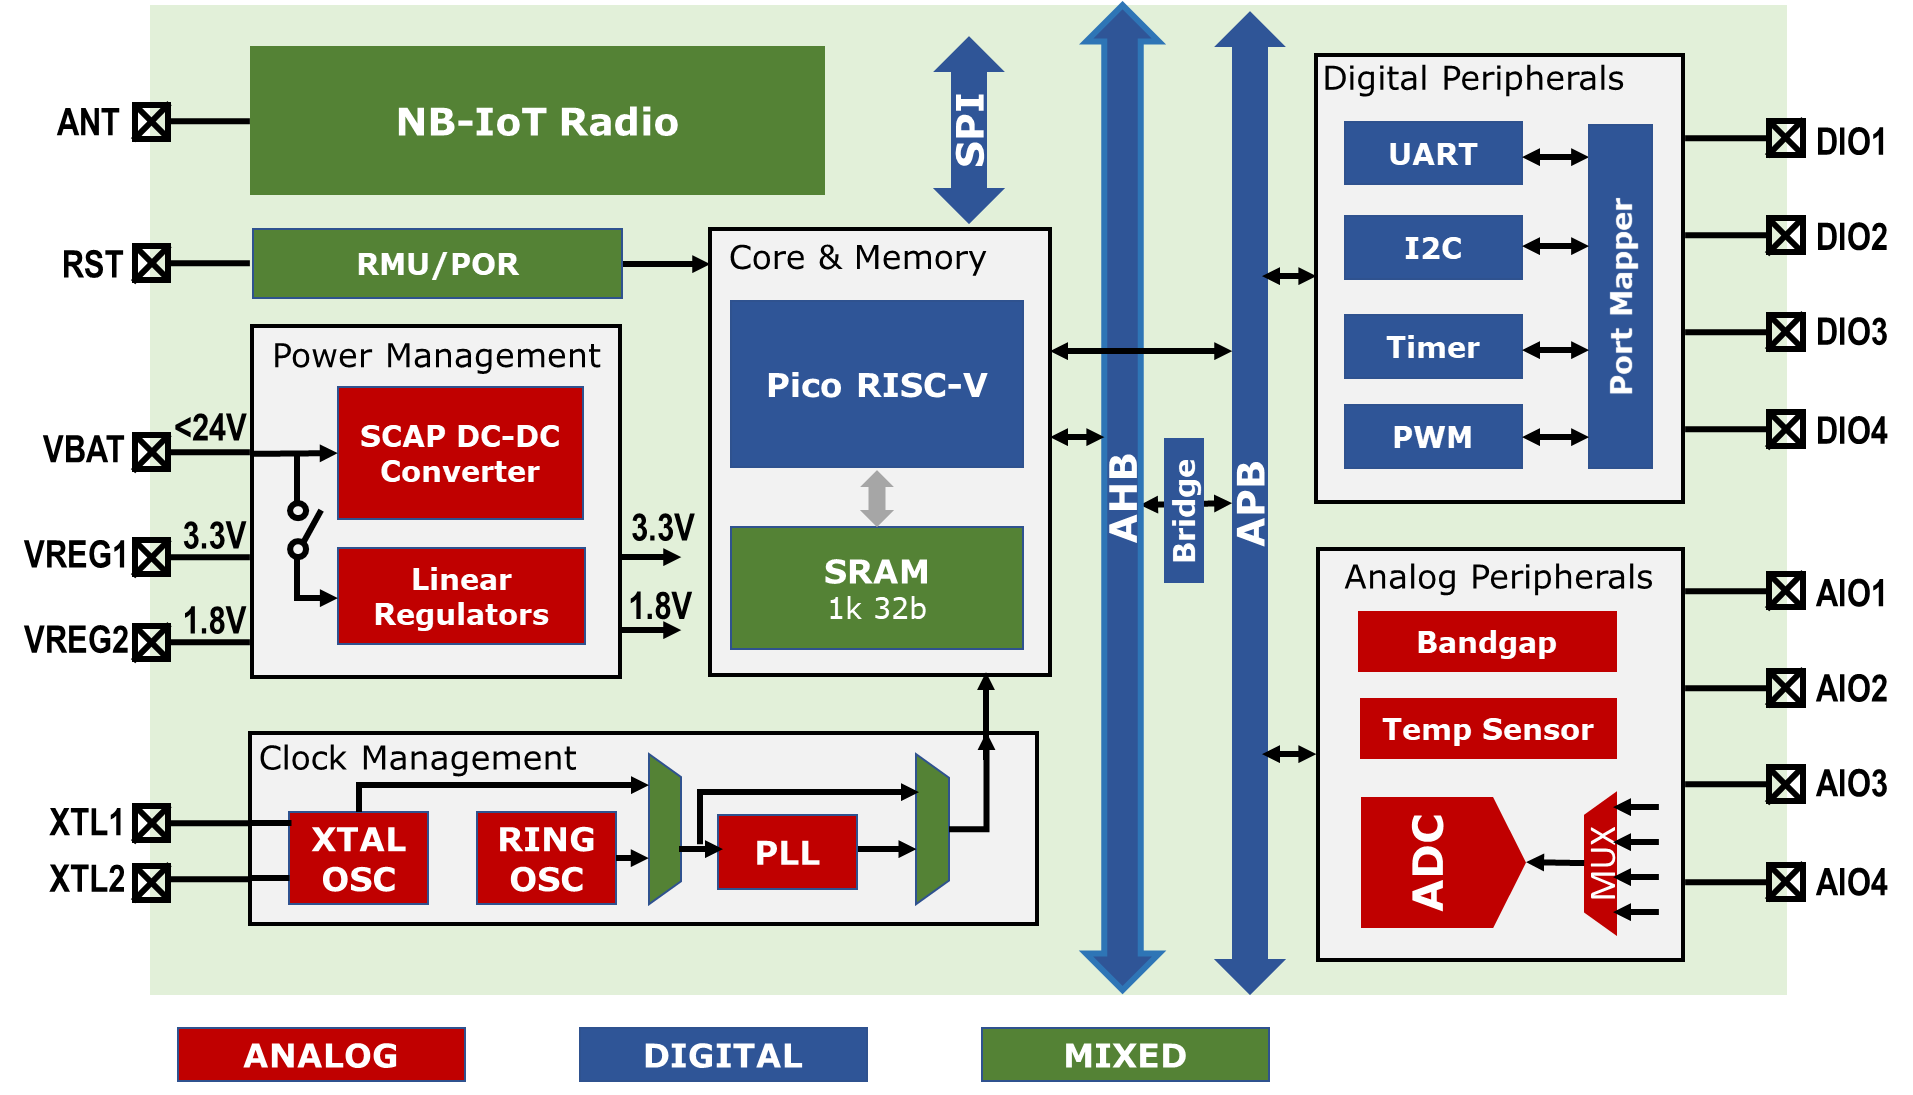 ANT
NB-IoT Radio
SPI
RST
RMU/POR
Power Management
<24V
VBAT
SCAP DC-DC
Converter
3.3V
VREG1
1.8V
VREG2
Linear
Regulators
3.3V
1.8V
Core & Memory
Pico RISC-V
SRAM
1k 32b
Clock Management
XTL1
XTL2
XTAL
OSC
RING
OSC
PLL
AHB
Bridge
APB
Digital Peripherals
UART
I2C
Timer
PWM
Port Mapper
DIO1
DIO2
DIO3
DIO4
Analog Peripherals
Bandgap
Temp Sensor
ADC
MUX
AIO1
AIO2
AIO3
AIO4
ANALOG
DIGITAL
MIXED